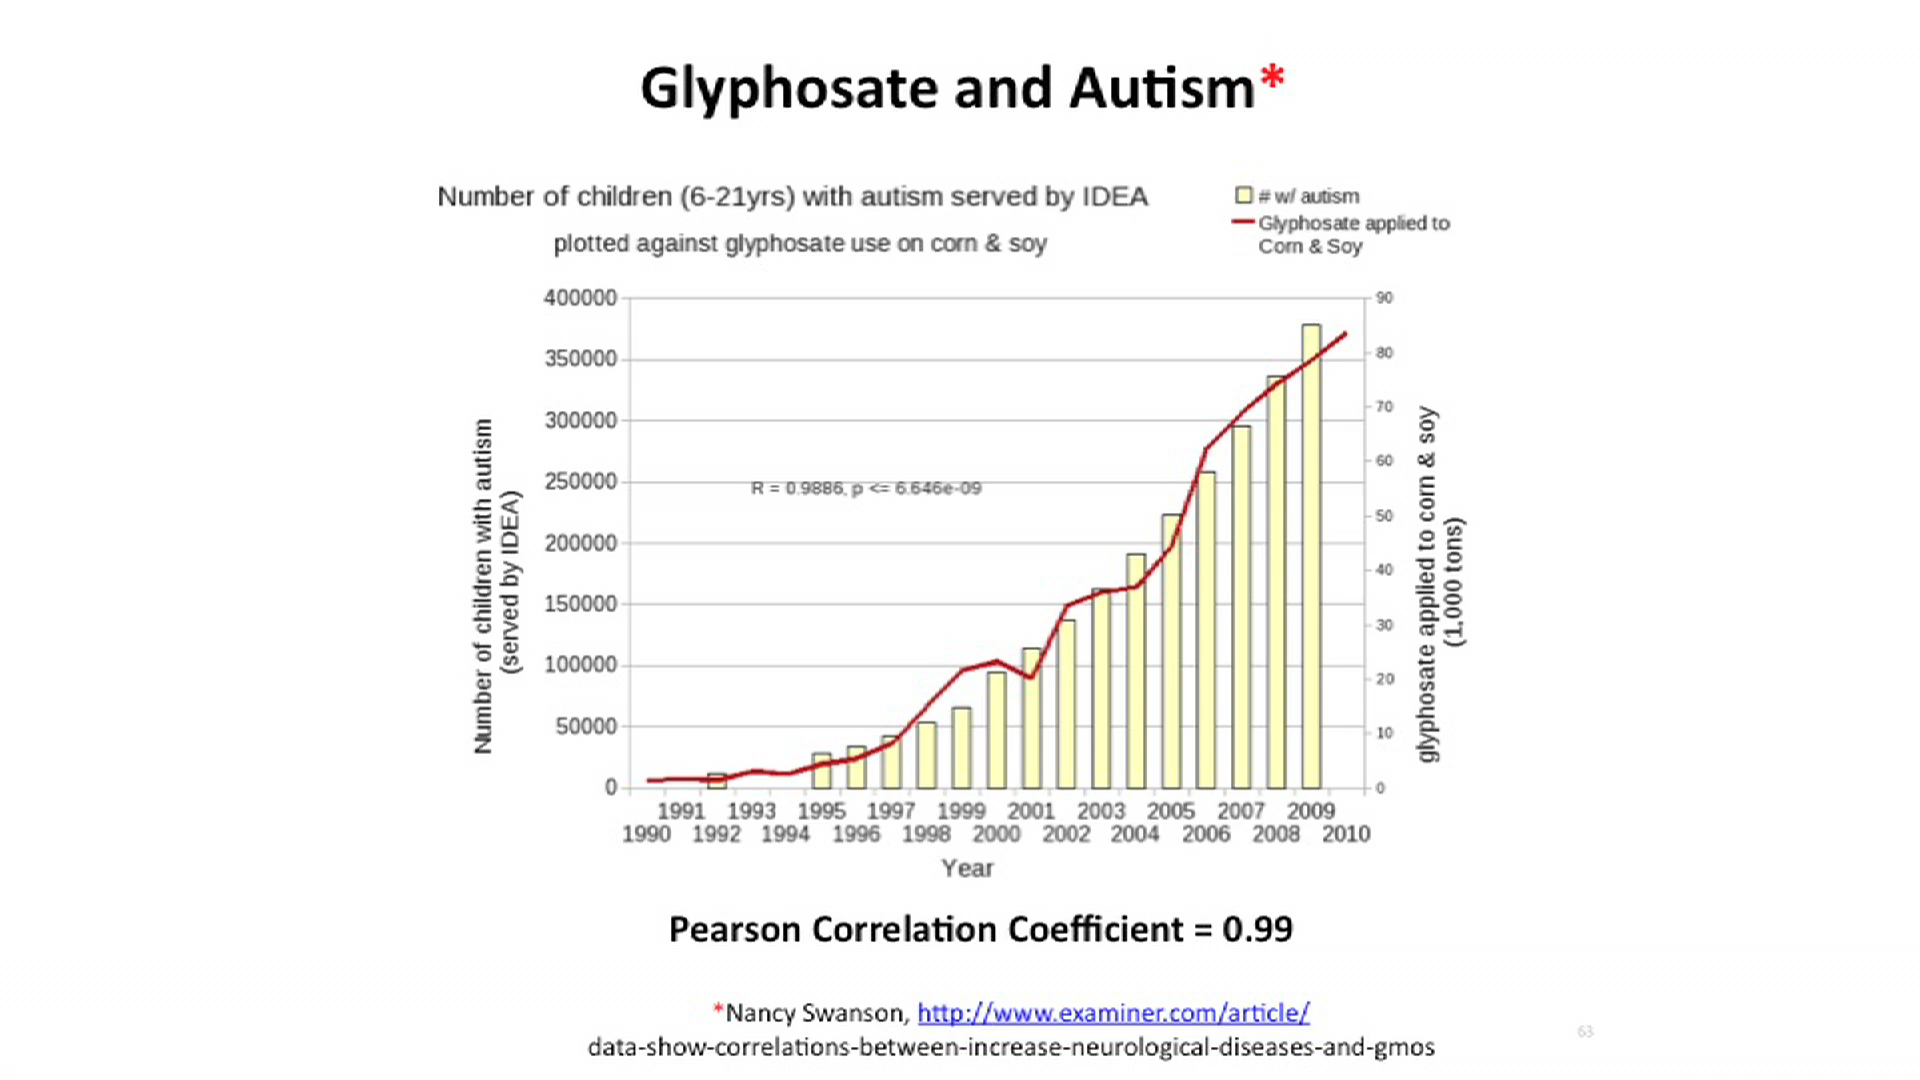 Glyphosate and Autism*
Number of children (6-21yrs) with autism served by IDEA
plotted against glyphosate use on corn & soy
# w/ autism
Glyphosate applied to
Corn & Soy
400000
350000
300000
250000
200000
150000
100000
50000
0
Number of children with autism
(served by IDEA)
R = 0.9886, p <= 6.646e-09
90
80
70
60
50
40
30
20
10
0
glyphosate applied to corn & soy
(1,000 tons)
1991 1993 1995 1997 1999 2001 2003 2005 2007 2009
1990 1992 1994 1996 1998 2000 2002 2004 2006 2008 2010
Year
Pearson Correlation Coefficient = 0.99
*Nancy Swanson, http://www.examiner.com/article/
data-show-correlations-between-increase-neurological-diseases-and-gmos
63